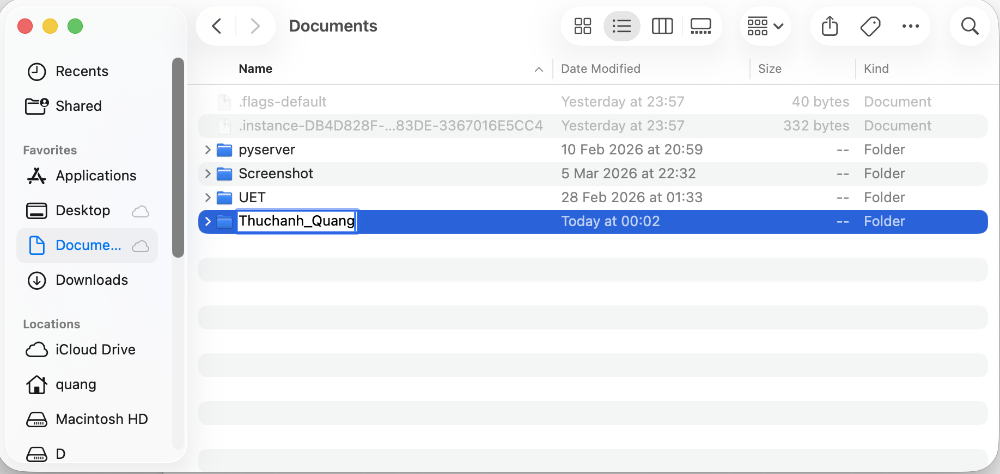 Documents
Recents
Shared
Favorites
Applications
Desktop
Docume...
Downloads
Locations
iCloud Drive
quang
Macintosh HD
D
Name Date Modified Size Kind
.flags-default Yesterday at 23:57 40 bytes Document
.instance-DB4D828F-...83DE-3367016E5CC4 Yesterday at 23:57 332 bytes Document
pyserver 10 Feb 2026 at 20:59 -- Folder
Screenshot 5 Mar 2026 at 22:32 -- Folder
UET 28 Feb 2026 at 01:33 -- Folder
Thuchanh_Quang Today at 00:02 -- Folder